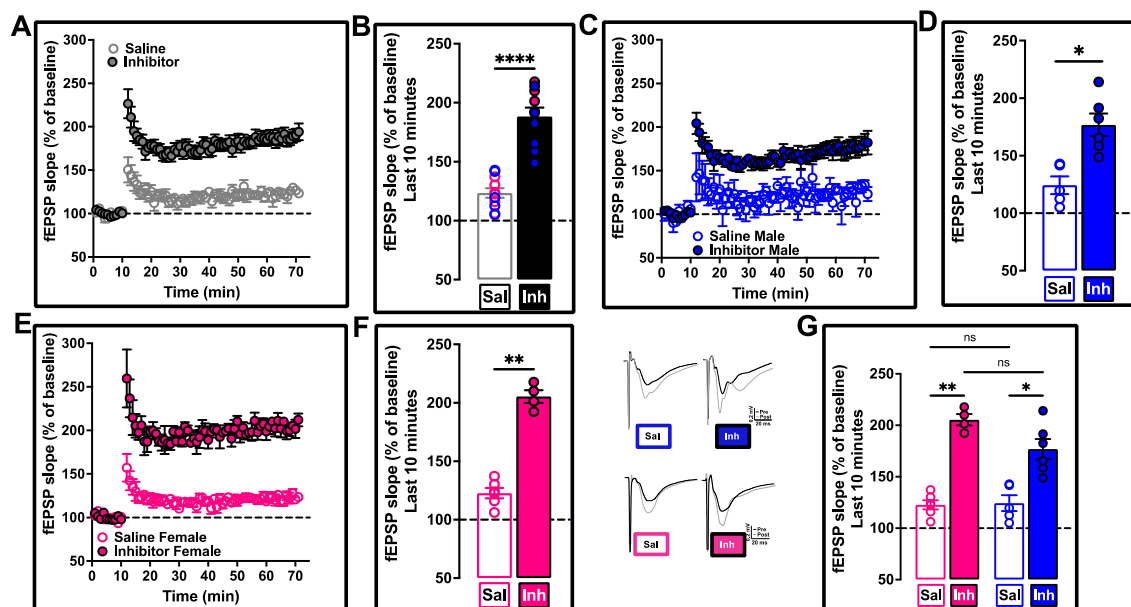 A
fEPSP slope (% of baseline)
300
250
200
150
100
50
Saline
Inhibitor
0 10 20 30 40 50 60 70
Time (min)
B
fEPSP slope (% of baseline)
Last 10 minutes
250
200
150
100
50
****
Sal Inh
C
fEPSP slope (% of baseline)
300
250
200
150
100
50
Saline Male
Inhibitor Male
0 10 20 30 40 50 60 70
Time (min)
D
fEPSP slope (% of baseline)
Last 10 minutes
250
200
150
100
50
*
Sal Inh
E
fEPSP slope (% of baseline)
300
250
200
150
100
50
Saline Female
Inhibitor Female
0 10 20 30 40 50 60 70
Time (min)
F
fEPSP slope (% of baseline)
Last 10 minutes
250
200
150
100
50
**
Sal Inh
Sal Inh
0.2 mV
Pre
Post
20 ms
Sal Inh
0.2 mV
Pre
Post
20 ms
G
fEPSP slope (% of baseline)
Last 10 minutes
250
200
150
100
50
ns
ns
** *
Sal Inh Sal Inh